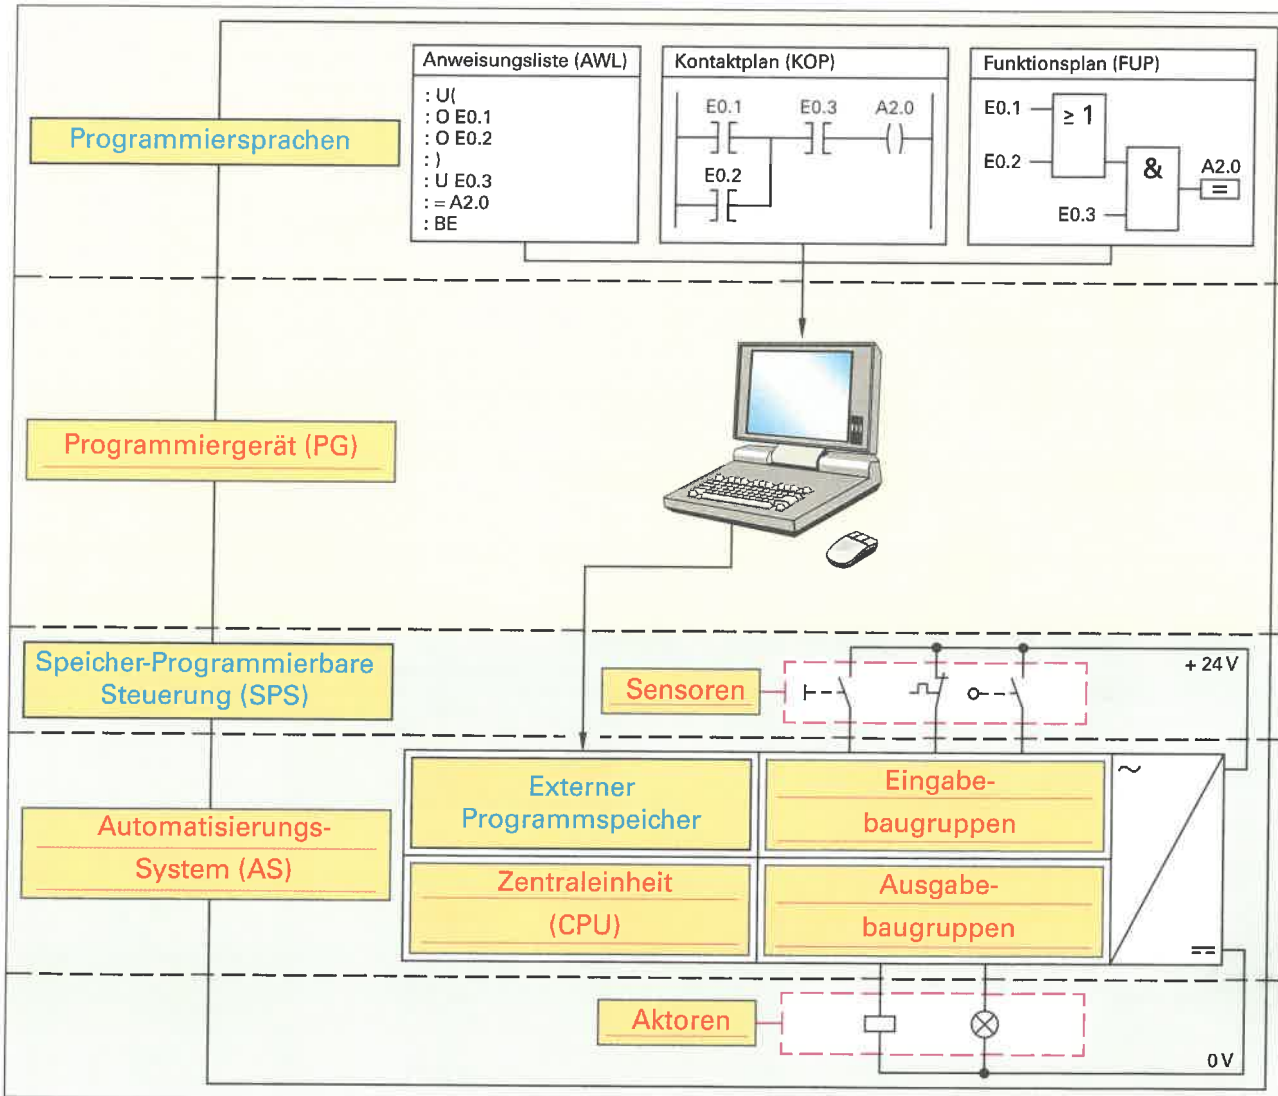 Anweisungsliste (AWL)
: U(
: O E0.1
: O E0.2
: )
: U E0.3
: = A2.0
: BE
Kontaktplan (KOP)
E0.1 E0.3 A2.0
E0.2
Funktionsplan (FUP)
E0.1
≥ 1
E0.2
&
A2.0
=
E0.3
Programmiersprachen
Programmiergerät (PG)
Speicher-Programmierbare
Steuerung (SPS)
Sensoren
+ 24 V
Automatisierungs-
System (AS)
Externer
Programmspeicher
Eingabe-
baugruppen
Zentraleinheit
(CPU)
Ausgabe-
baugruppen
Aktoren
0 V